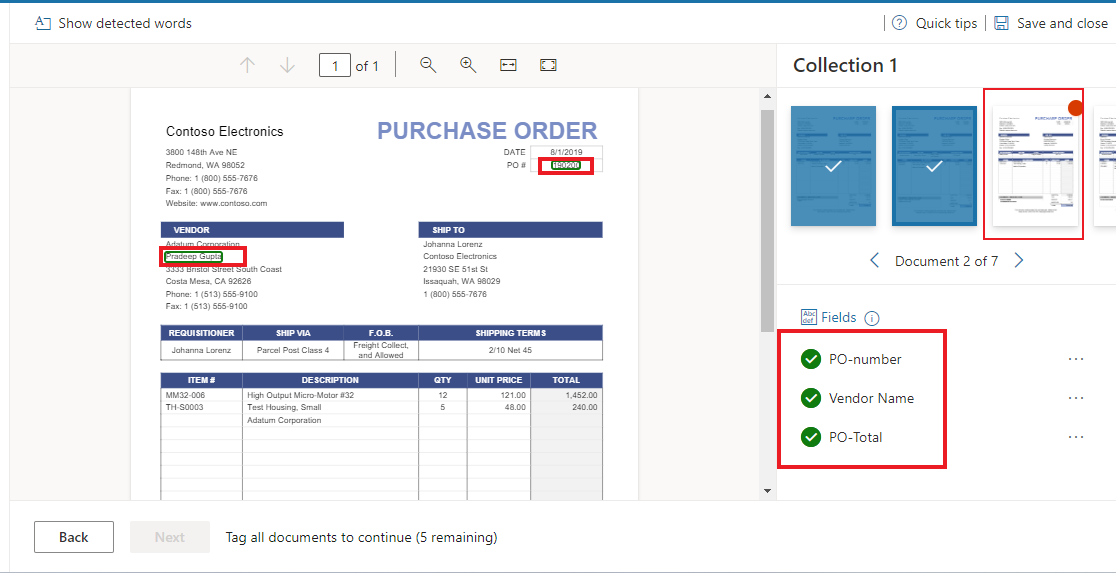 Show detected words
Quick tips
Save and close
1 of 1
Contoso Electronics
PURCHASE ORDER
3800 148th Ave NE
Redmond, WA 98052
Phone: 1 (800) 555-7676
Fax: 1 (800) 555-7676
Website: www.contoso.com
DATE 8/1/2019
PO #
VENDOR
Adatum Corporation
Pradeep Gupta
3333 Bristol Street South Coast
Costa Mesa, CA 92626
Phone: 1 (513) 555-9100
Fax: 1 (513) 555-9100
SHIP TO
Johanna Lorenz
Contoso Electronics
21930 SE 51st St
Issaquah, WA 98029
1 (800) 555-7676
REQUISITIONER SHIP VIA F.O.B. SHIPPING TERMS
Johanna Lorenz Parcel Post Class 4 Freight Collect, and Allowed 2/10 Net 45
ITEM # DESCRIPTION QTY UNIT PRICE TOTAL
MM32-006 High Output Micro-Motor #32 12 121.00 1,452.00
TH-S0003 Test Housing, Small 5 48.00 240.00
Adatum Corporation
Collection 1
PURCHASE ORDER
Document 2 of 7
Abc def Fields
PO-number
Vendor Name
PO-Total
Back
Next
Tag all documents to continue (5 remaining)